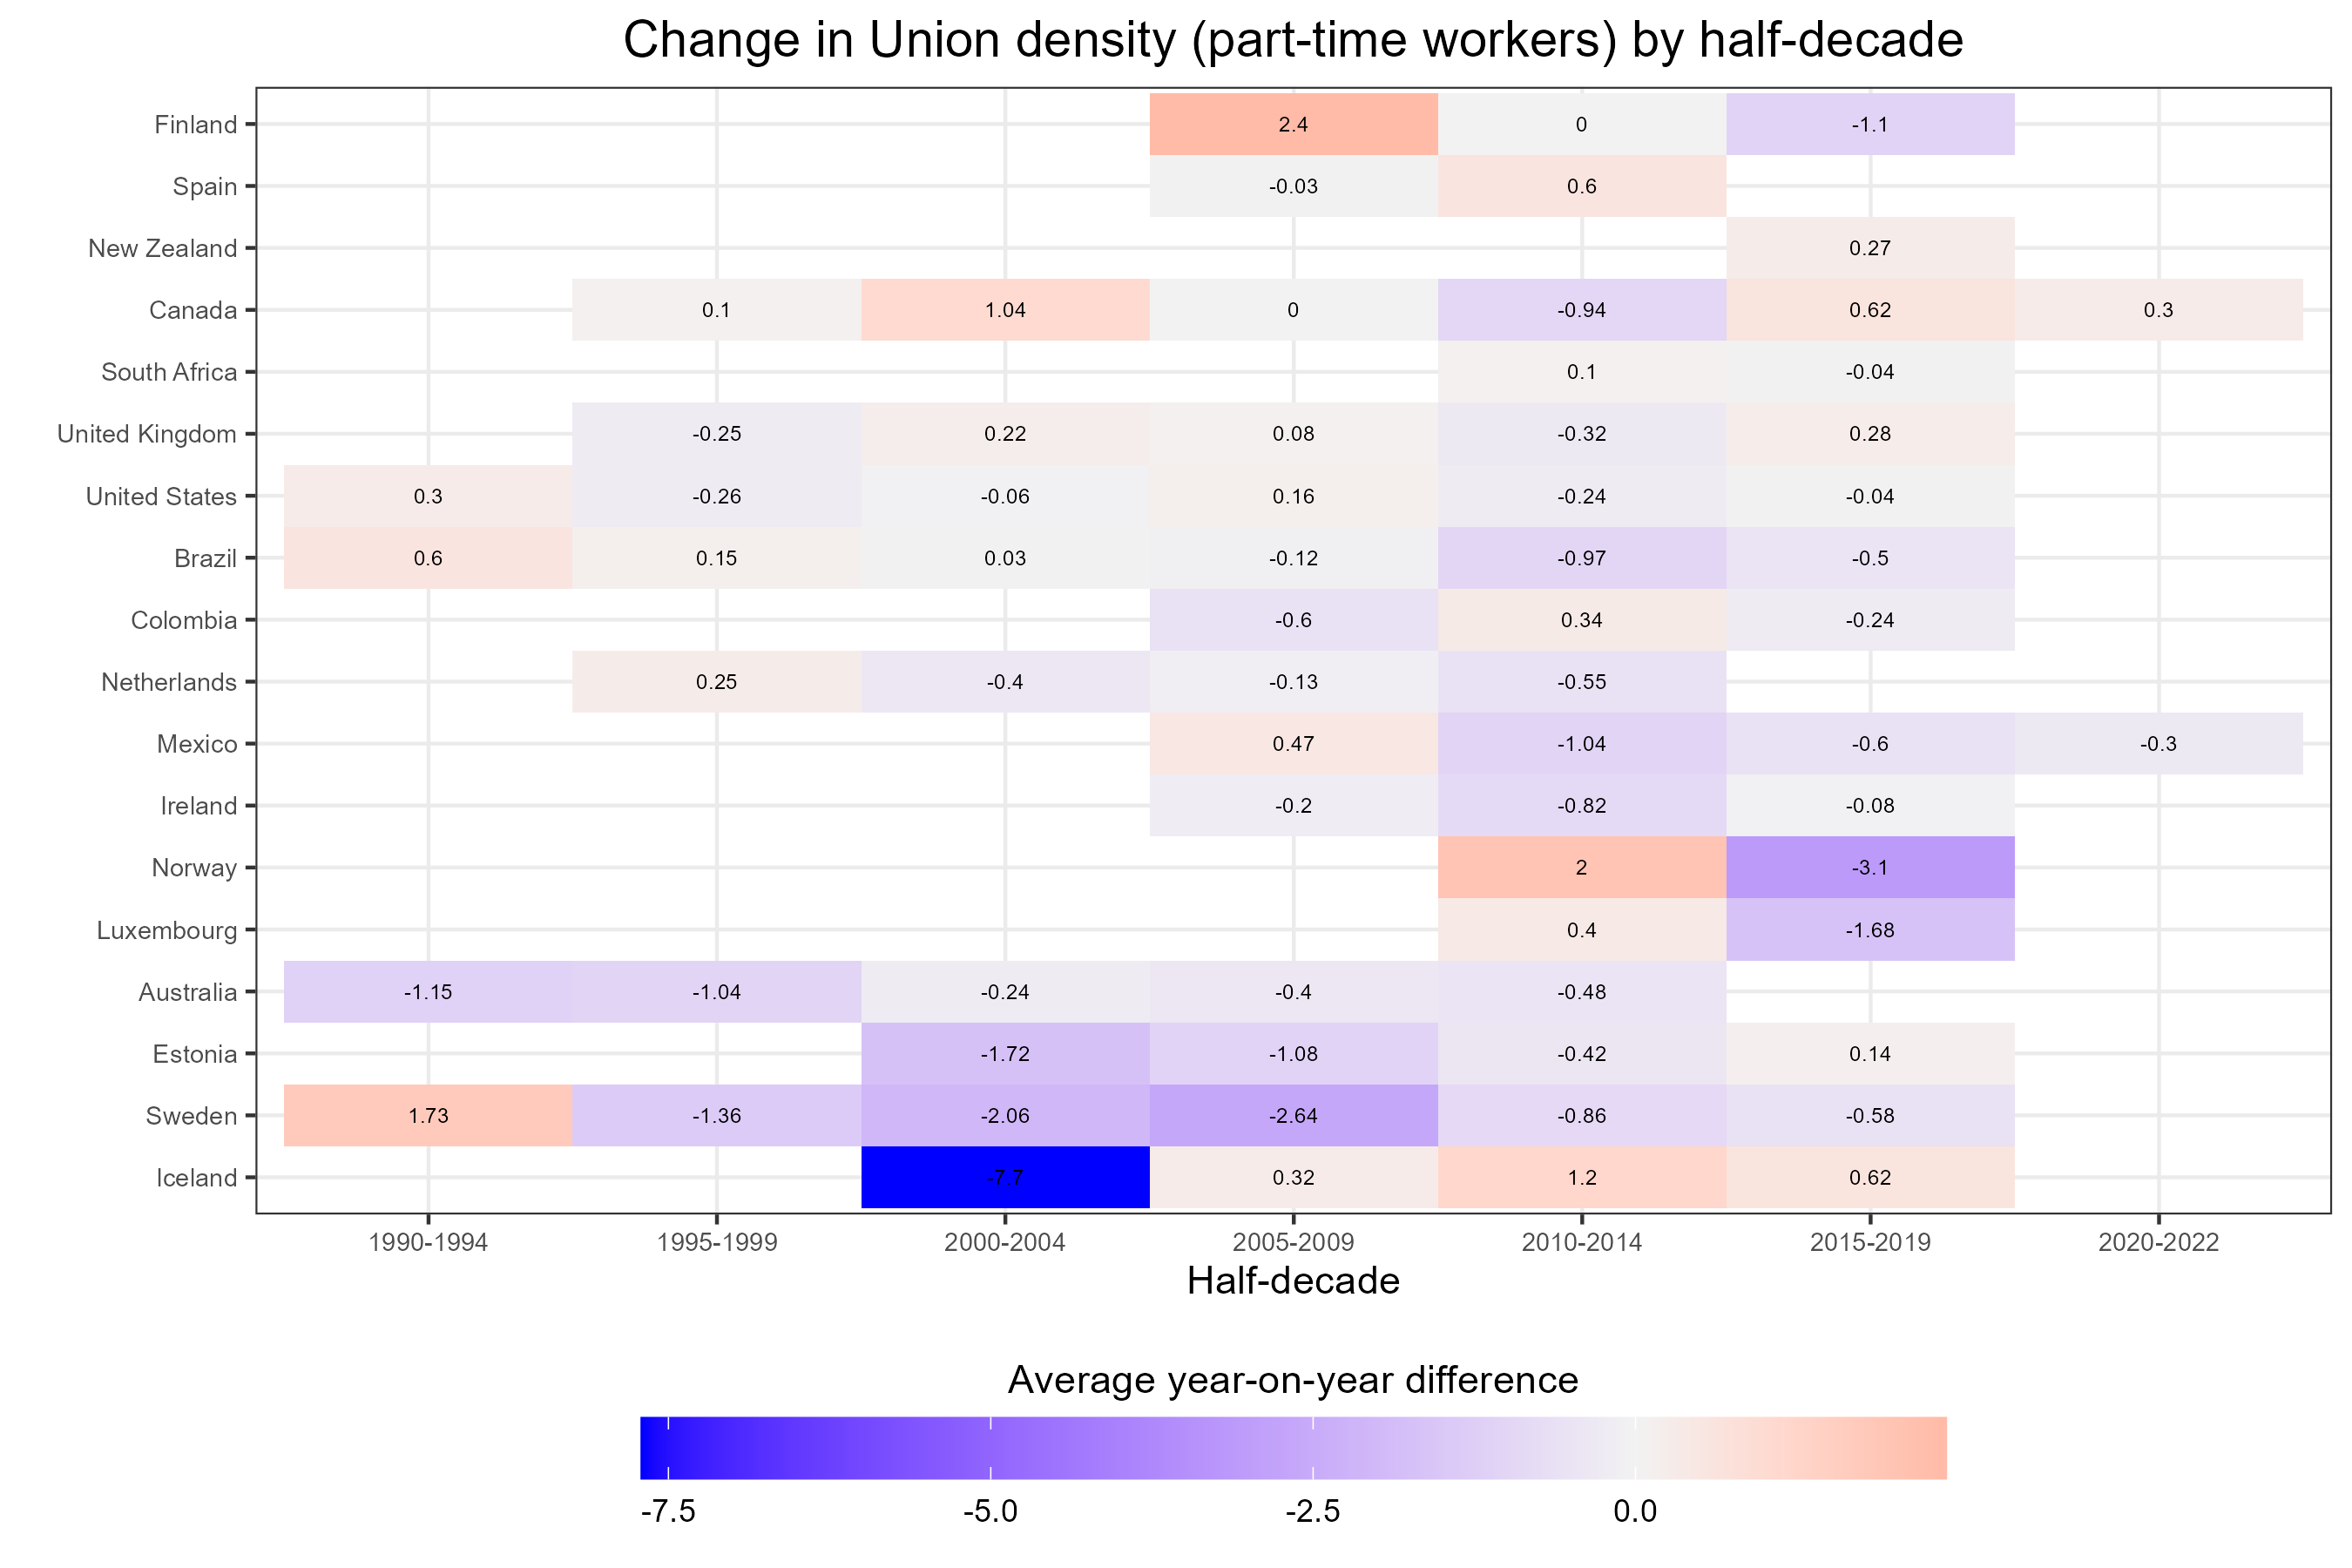 Change in Union density (part-time workers) by half-decade
Finland 2.4 0 -1.1
Spain -0.03 0.6
New Zealand 0.27
Canada 0.1 1.04 0 -0.94 0.62 0.3
South Africa 0.1 -0.04
United Kingdom -0.25 0.22 0.08 -0.32 0.28
United States 0.3 -0.26 -0.06 0.16 -0.24 -0.04
Brazil 0.6 0.15 0.03 -0.12 -0.97 -0.5
Colombia -0.6 0.34 -0.24
Netherlands 0.25 -0.4 -0.13 -0.55
Mexico 0.47 -1.04 -0.6 -0.3
Ireland -0.2 -0.82 -0.08
Norway 2 -3.1
Luxembourg 0.4 -1.68
Australia -1.15 -1.04 -0.24 -0.4 -0.48
Estonia -1.72 -1.08 -0.42 0.14
Sweden 1.73 -1.36 -2.06 -2.64 -0.86 -0.58
Iceland -7.7 0.32 1.2 0.62
1990-1994 1995-1999 2000-2004 2005-2009 2010-2014 2015-2019 2020-2022
Half-decade
Average year-on-year difference
-7.5 -5.0 -2.5 0.0